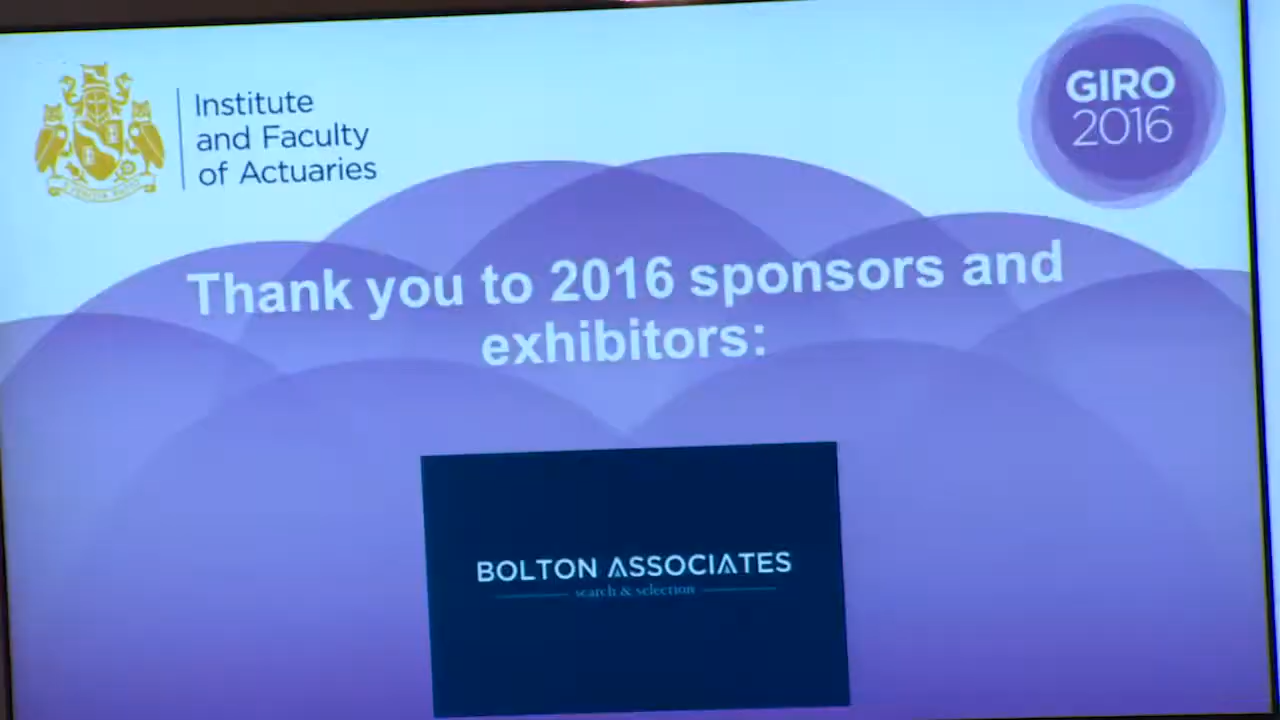 Institute
and Faculty
of Actuaries
GIRO
2016
Thank you to 2016 sponsors and
exhibitors:
BOLTON ASSOCIATES
search & selection